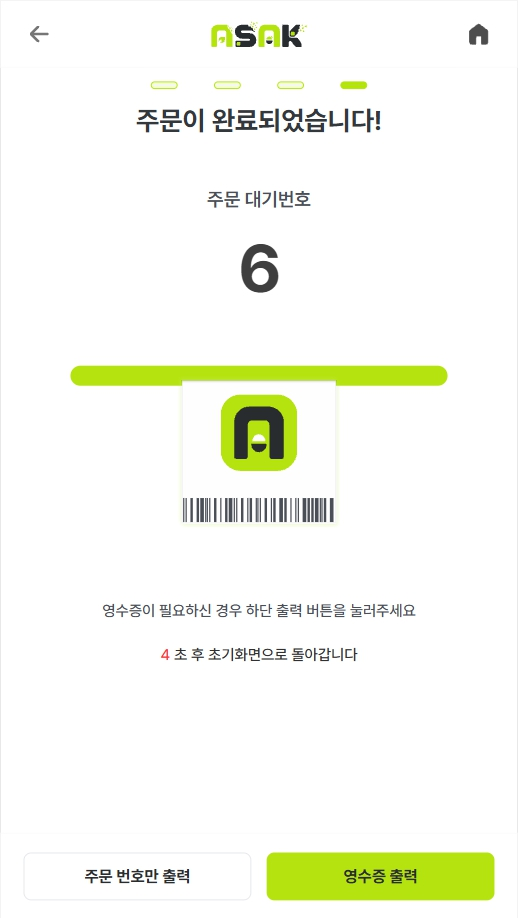 ASAK
주문이 완료되었습니다!
주문 대기번호
6
영수증이 필요하신 경우 하단 출력 버튼을 눌러주세요
4 초 후 초기화면으로 돌아갑니다
주문 번호만 출력
영수증 출력